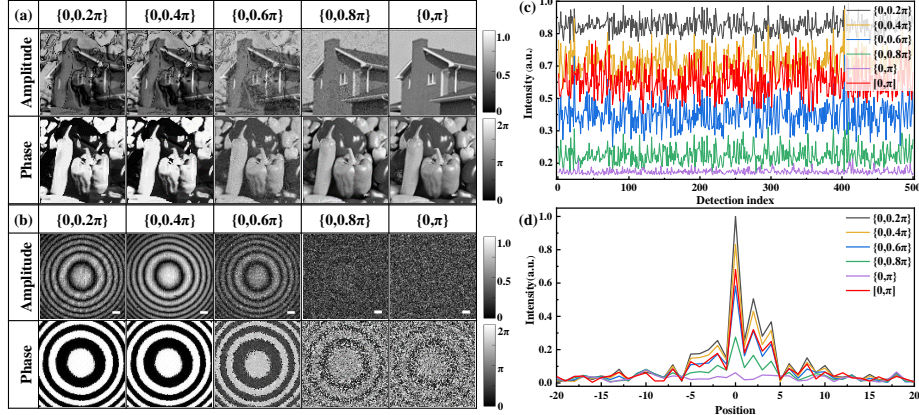 (a) {0,0.2π} {0,0.4π} {0,0.6π} {0,0.8π} {0,π}
Amplitude
1.0
0.5
0
Phase
2π
π
0
(b) {0,0.2π} {0,0.4π} {0,0.6π} {0,0.8π} {0,π}
Amplitude
1.0
0.5
0
Phase
2π
π
0
(c)
Intensity(a.u.)
1.0
0.8
0.7
0.5
0.3
0.2
0 100 200 300 400 500
Detection index
{0,0.2π}
{0,0.4π}
{0,0.6π}
{0,0.8π}
{0,π}
[0,π]
(d)
Intensity(a.u.)
1.0
0.8
0.6
0.4
0.2
0.0
-20 -15 -10 -5 0 5 10 15 20
Position
{0,0.2π}
{0,0.4π}
{0,0.6π}
{0,0.8π}
{0,π}
[0,π]